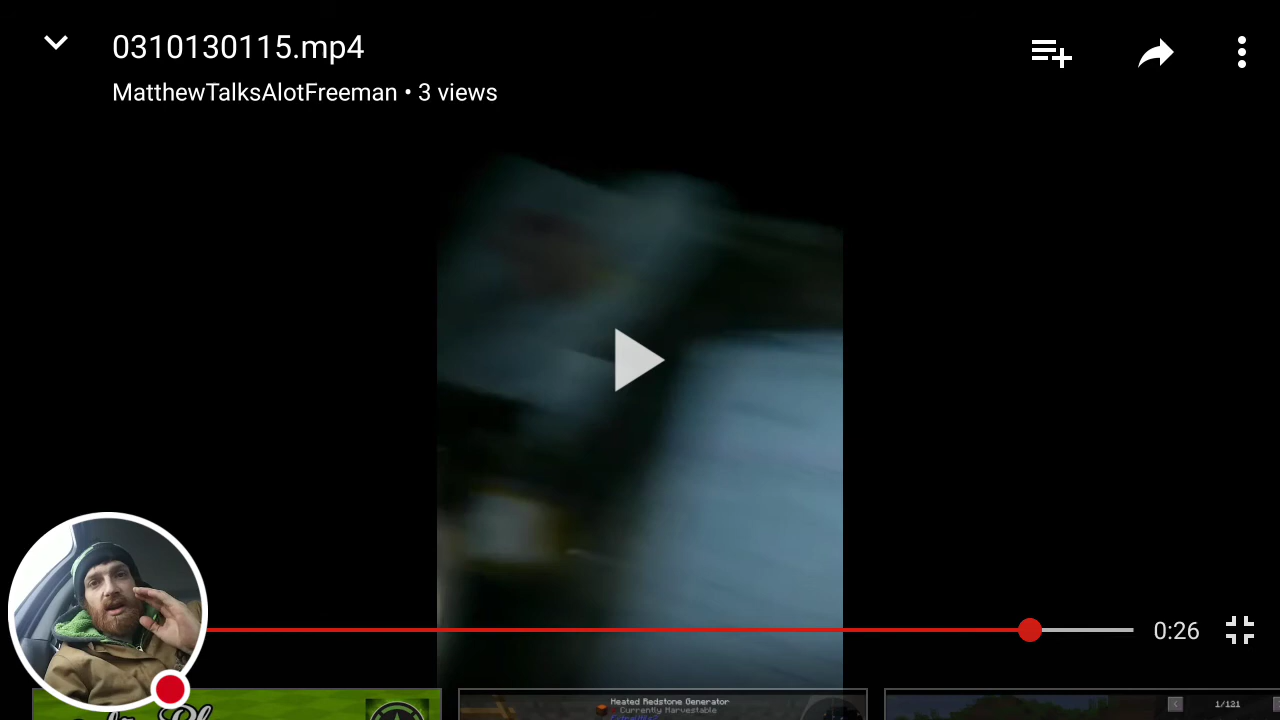 0310130115.mp4
MatthewTalksAlotFreeman • 3 views
0:26
Heated Redstone Generator
Currently Harvestable
1/121